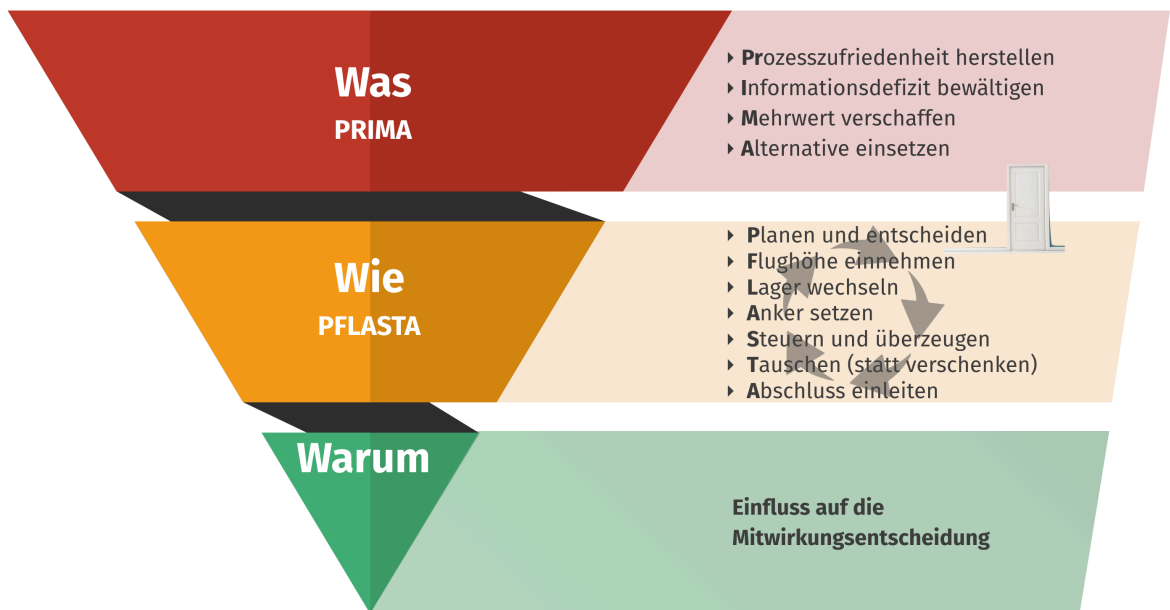 Was
PRIMA
Prozesszufriedenheit herstellen
Informationsdefizit bewältigen
Mehrwert verschaffen
Alternative einsetzen
Wie
PFLASTA
Planen und entscheiden
Flughöhe einnehmen
Lager wechseln
Anker setzen
Steuern und überzeugen
Tauschen (statt verschenken)
Abschluss einleiten
Warum
Einfluss auf die
Mitwirkungsentscheidung